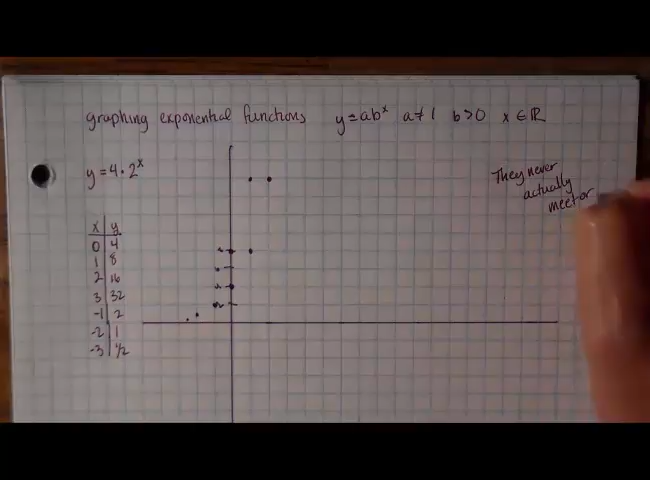 graphing exponential functions y=ab^x a≠1 b>0 x∈ℝ
y=4·2^x
They never
actually
meet or
x y
0 4
1 8
2 16
3 32
-1 2
-2 1
-3 1/2